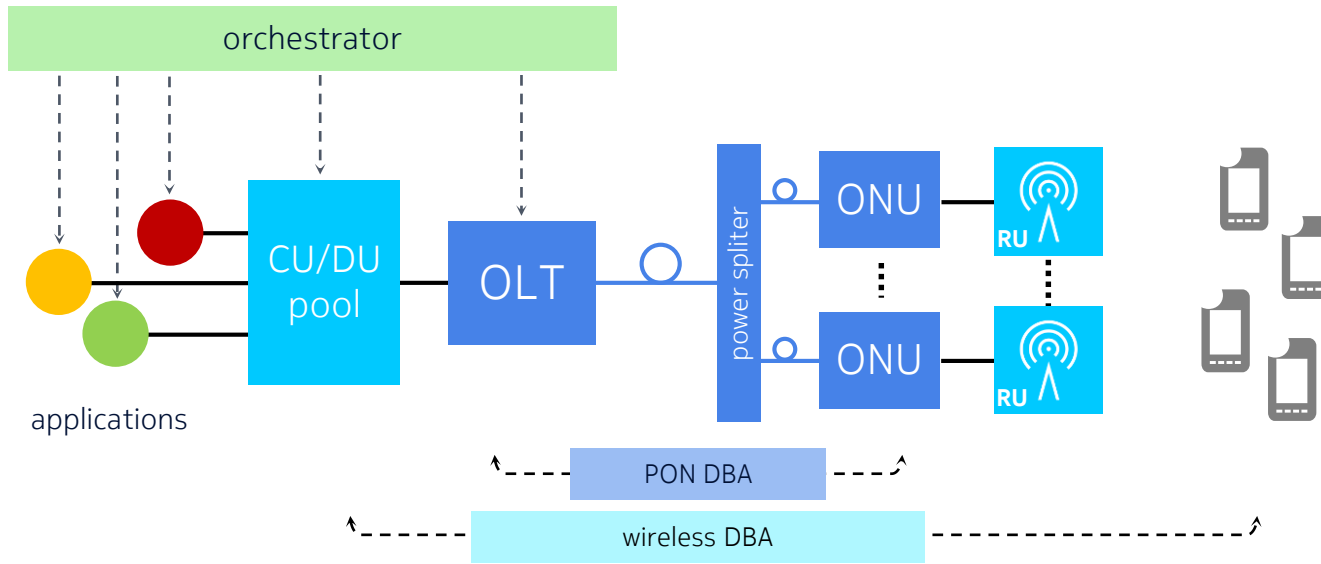 orchestrator
CU/DU
pool
OLT
power spliter
ONU
RU
ONU
RU
applications
PON DBA
wireless DBA